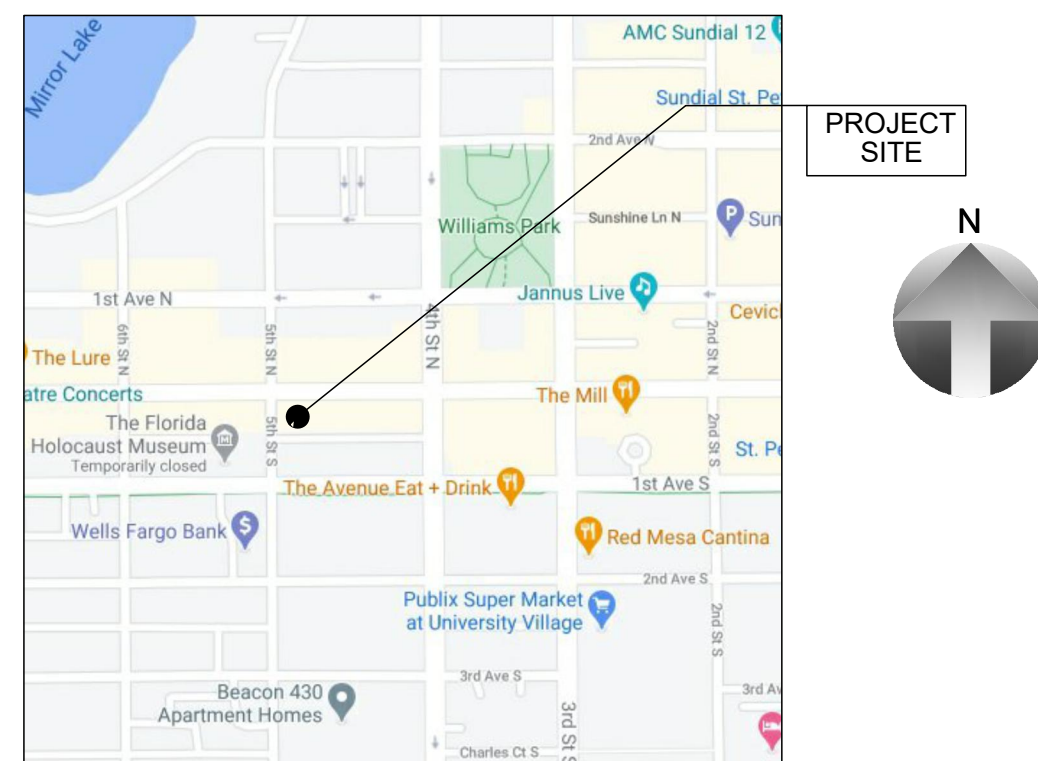 Mirror Lake
AMC Sundial 12
Sundial St. Pe
PROJECT
SITE
2nd Ave N
N
Williams Park
Sunshine Ln N
P
Sun
Jannus Live
1st Ave N
Cevicl
6th St N
5th St N
4th St N
2nd St N
The Lure
atre Concerts
The Mill
The Florida
Holocaust Museum
Temporarily closed
5th St S
2nd St S
St. Pe
The Avenue Eat + Drink
1st Ave S
Wells Fargo Bank
$
Red Mesa Cantina
2nd Ave S
Publix Super Market
at University Village
2nd St S
3rd Ave S
Beacon 430
Apartment Homes
3rd Av
3rd St S
Charles Ct S